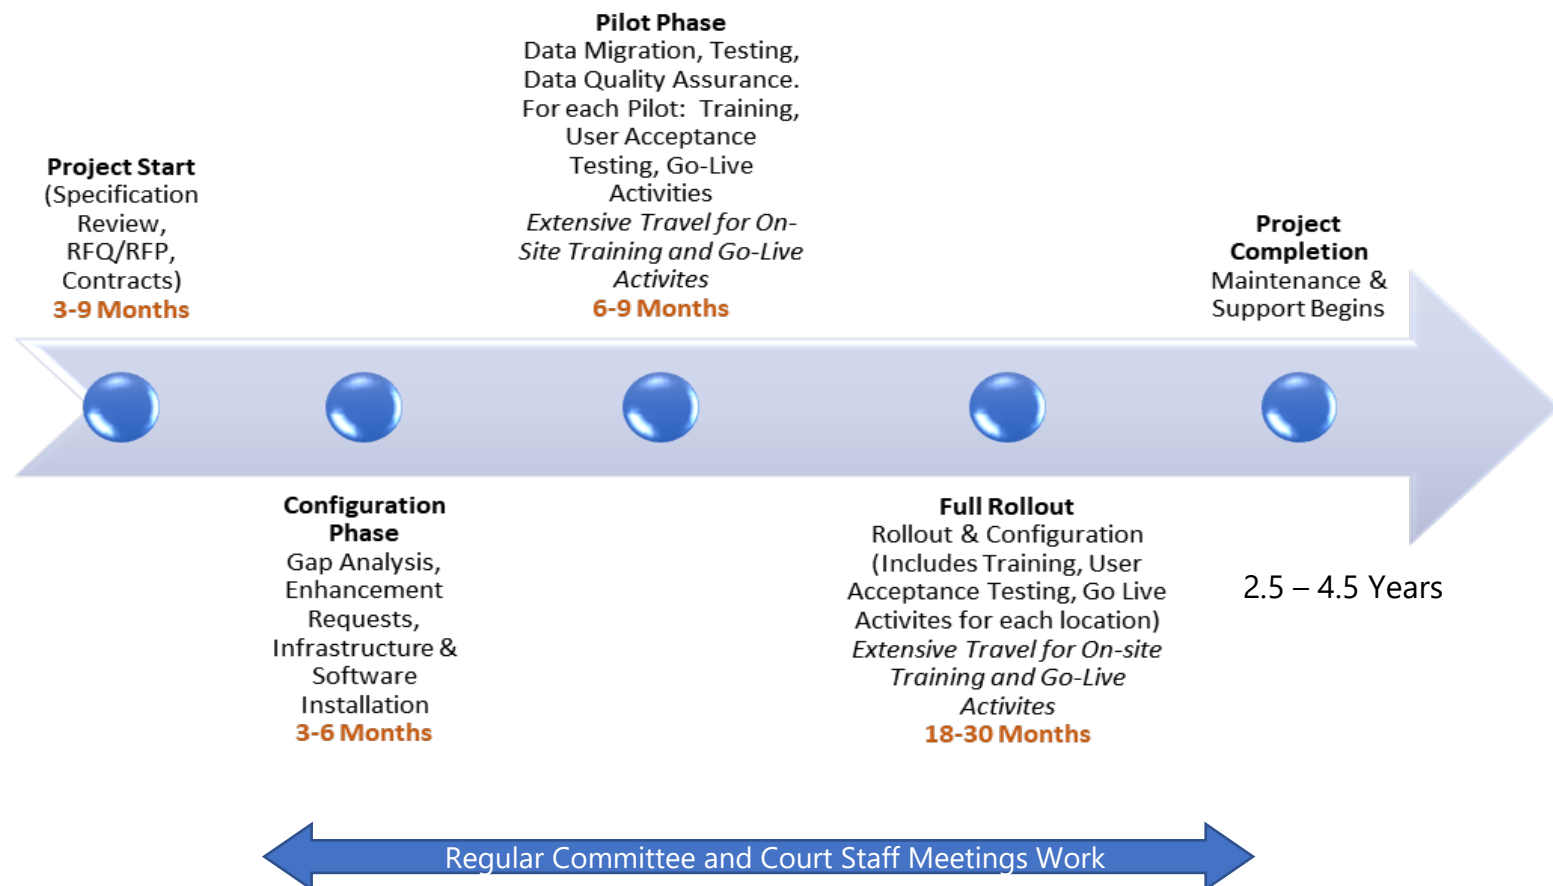 Pilot Phase
Data Migration, Testing,
Data Quality Assurance.
For each Pilot:  Training,
User Acceptance
Testing, Go-Live
Activities
Extensive Travel for On-
Site Training and Go-Live
Activites
6-9 Months
Project Start
(Specification
Review,
RFQ/RFP,
Contracts)
3-9 Months
Project
Completion
Maintenance &
Support Begins
Configuration
Phase
Gap Analysis,
Enhancement
Requests,
Infrastructure &
Software
Installation
3-6 Months
Full Rollout
Rollout & Configuration
(Includes Training, User
Acceptance Testing, Go Live
Activites for each location)
Extensive Travel for On-site
Training and Go-Live
Activites
18-30 Months
2.5 – 4.5 Years
Regular Committee and Court Staff Meetings Work